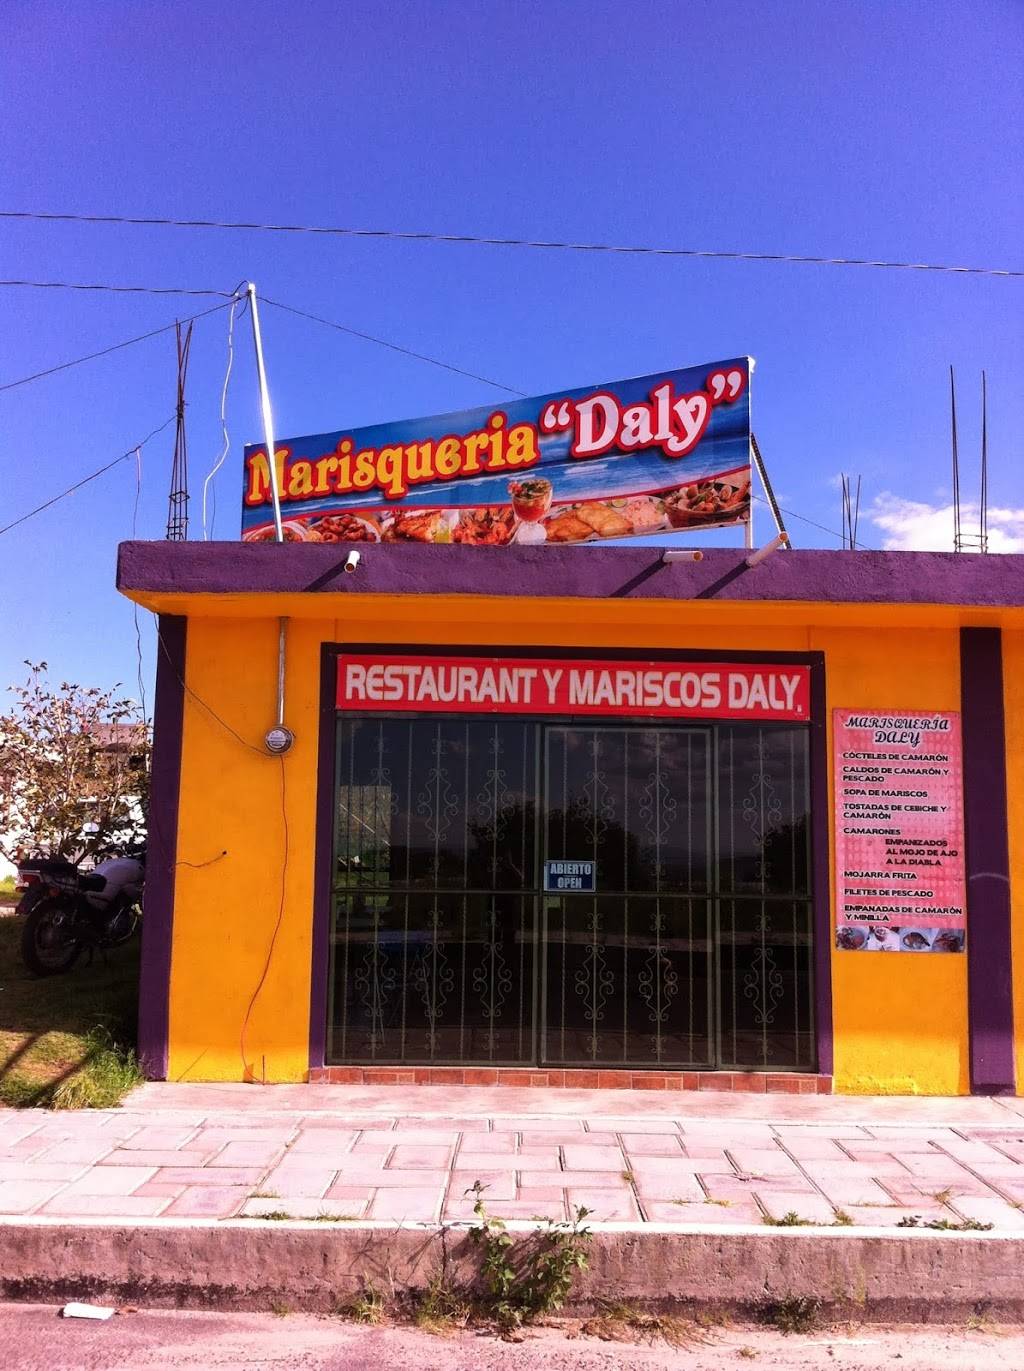 Marisqueria "Daly"
RESTAURANT Y MARISCOS DALY.
MARISQUERÍA
DALY
CÓCTELES DE CAMARÓN
CALDOS DE CAMARÓN Y
PESCADO
SOPA DE MARISCOS
TOSTADAS DE CEBICHE Y
CAMARÓN
CAMARONES
EMPANIZADOS
AL MOJO DE AJO
A LA DIABLA
MOJARRA FRITA
FILETES DE PESCADO
EMPANADAS DE CAMARÓN
Y MINILLA
ABIERTO
OPEN